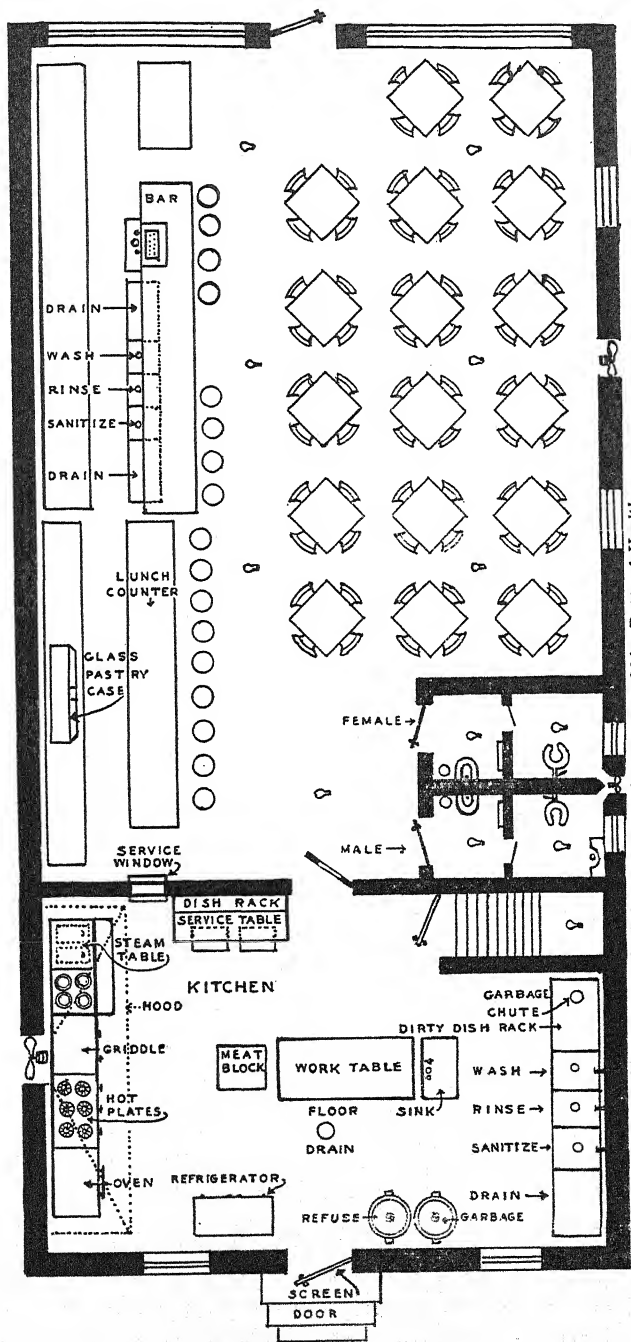 BAR
DRAIN
WASH
RINSE
SANITIZE
DRAIN
LUNCH
COUNTER
GLASS
PASTRY
CASE
FEMALE
MALE
SERVICE
WINDOW
DISH RACK
SERVICE TABLE
STEAM
TABLE
KITCHEN
HOOD
GRIDDLE
HOT
PLATES
OVEN
MEAT
BLOCK
WORK TABLE
SINK
FLOOR
DRAIN
REFRIGERATOR
REFUSE
GARBAGE
GARBAGE
CHUTE
DIRTY DISH RACK
WASH
RINSE
SANITIZE
DRAIN
SCREEN
DOOR